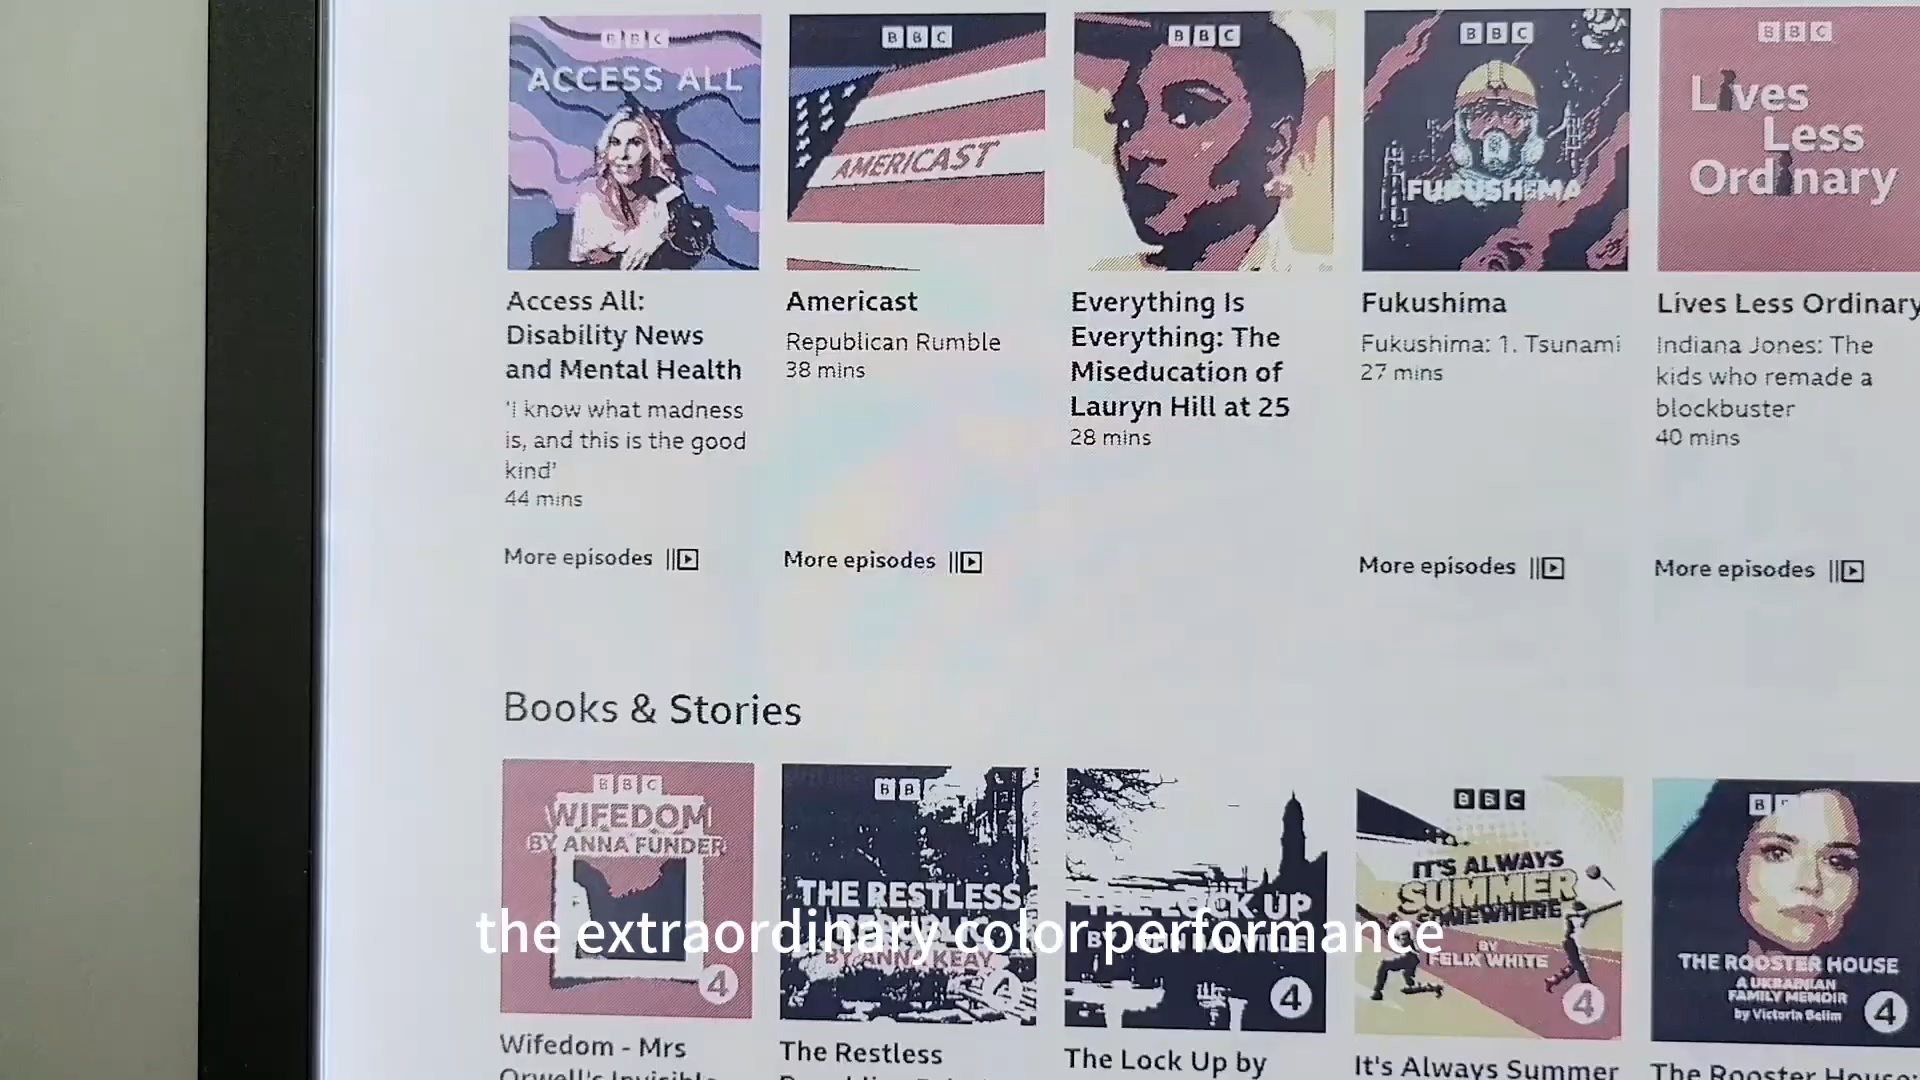 BBC
ACCESS ALL
BBC
AMERICAST
BBC
BBC
FUKUSHIMA
BBC
Lives
Less
Ordinary
Access All:
Disability News
and Mental Health
'I know what madness
is, and this is the good
kind'
44 mins
More episodes
Americast
Republican Rumble
38 mins
More episodes
Everything Is
Everything: The
Miseducation of
Lauryn Hill at 25
28 mins
Fukushima
Fukushima: 1. Tsunami
27 mins
More episodes
Lives Less Ordinary
Indiana Jones: The
kids who remade a
blockbuster
40 mins
More episodes
Books & Stories
BBC
WIFEDOM
BY ANNA FUNDER
4
BBC
THE RESTLESS
REPUBLIC
BY ANNA KEAY
4
THE LOCK UP
BY
4
BBC
IT'S ALWAYS
SUMMER
SOMEWHERE
BY
FELIX WHITE
4
B
THE ROOSTER HOUSE
A UKRAINIAN
FAMILY MEMOIR
by Victoria Belim
4
the extraordinary color performance
Wifedom - Mrs
Orwell's Invisible
The Restless
The Lock Up by
It's Always Summer
The Rooster House: